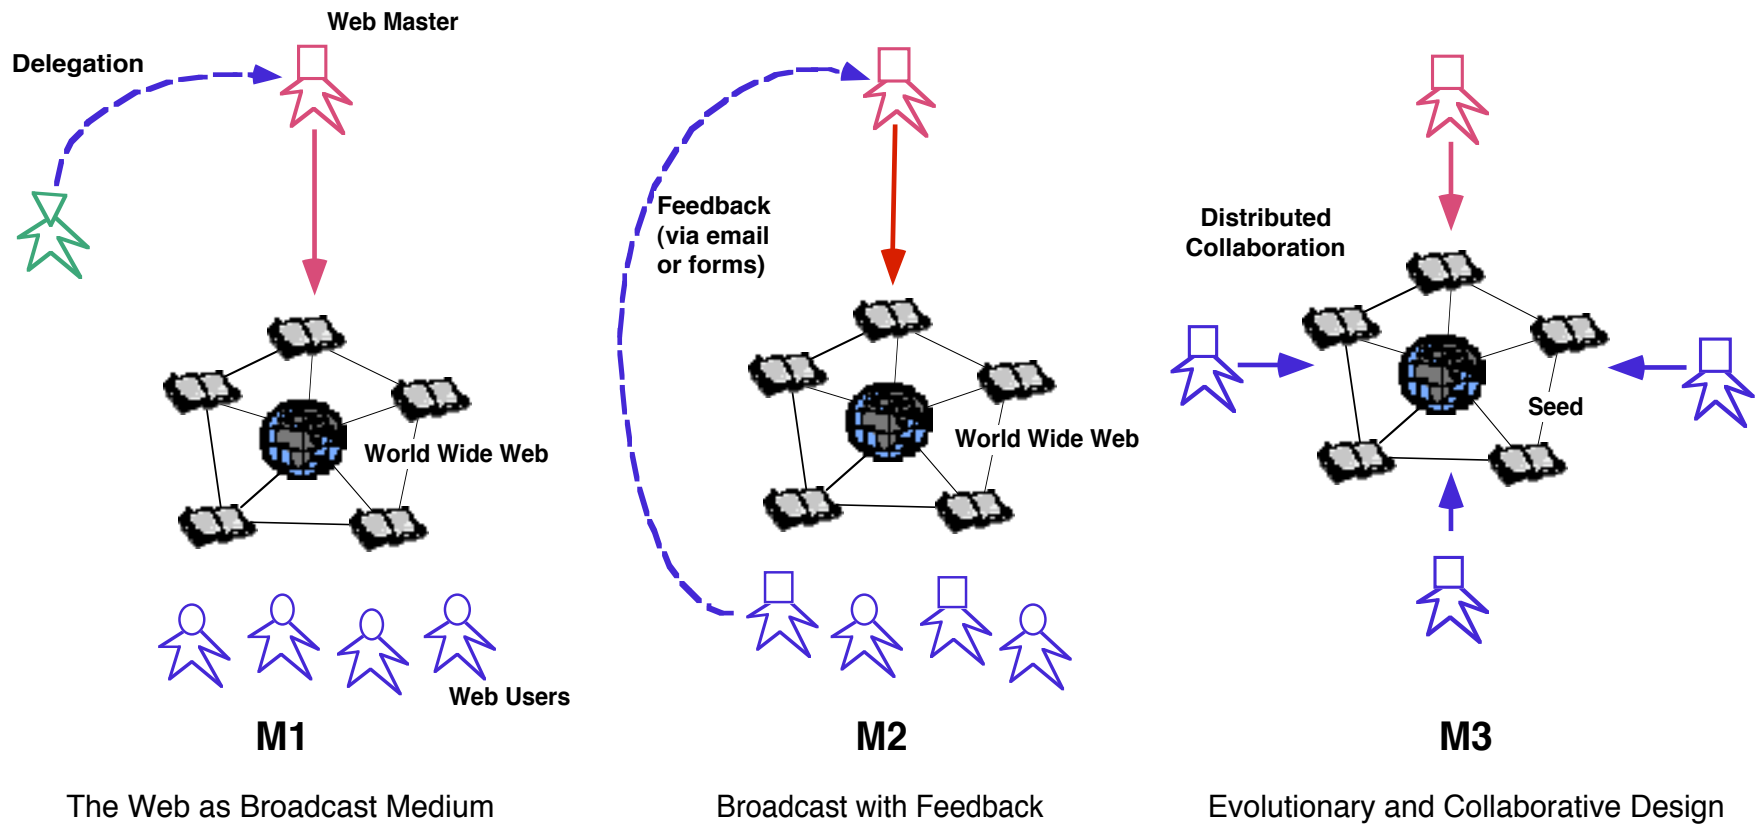 Web Master
Delegation
World Wide Web
Web Users
M1
The Web as Broadcast Medium
Feedback
(via email
or forms)
World Wide Web
M2
Broadcast with Feedback
Distributed
Collaboration
Seed
M3
Evolutionary and Collaborative Design